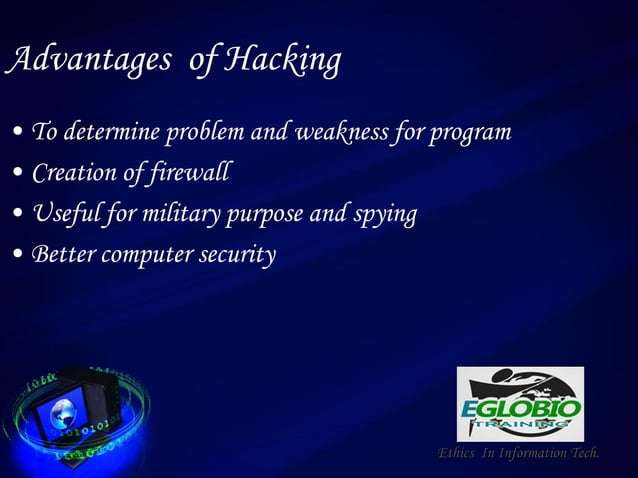 Advantages of Hacking
• To determine problem and weakness for program
• Creation of firewall
• Useful for military purpose and spying
• Better computer security
EGLOBIO
TRAINING
Ethics In Information Tech.